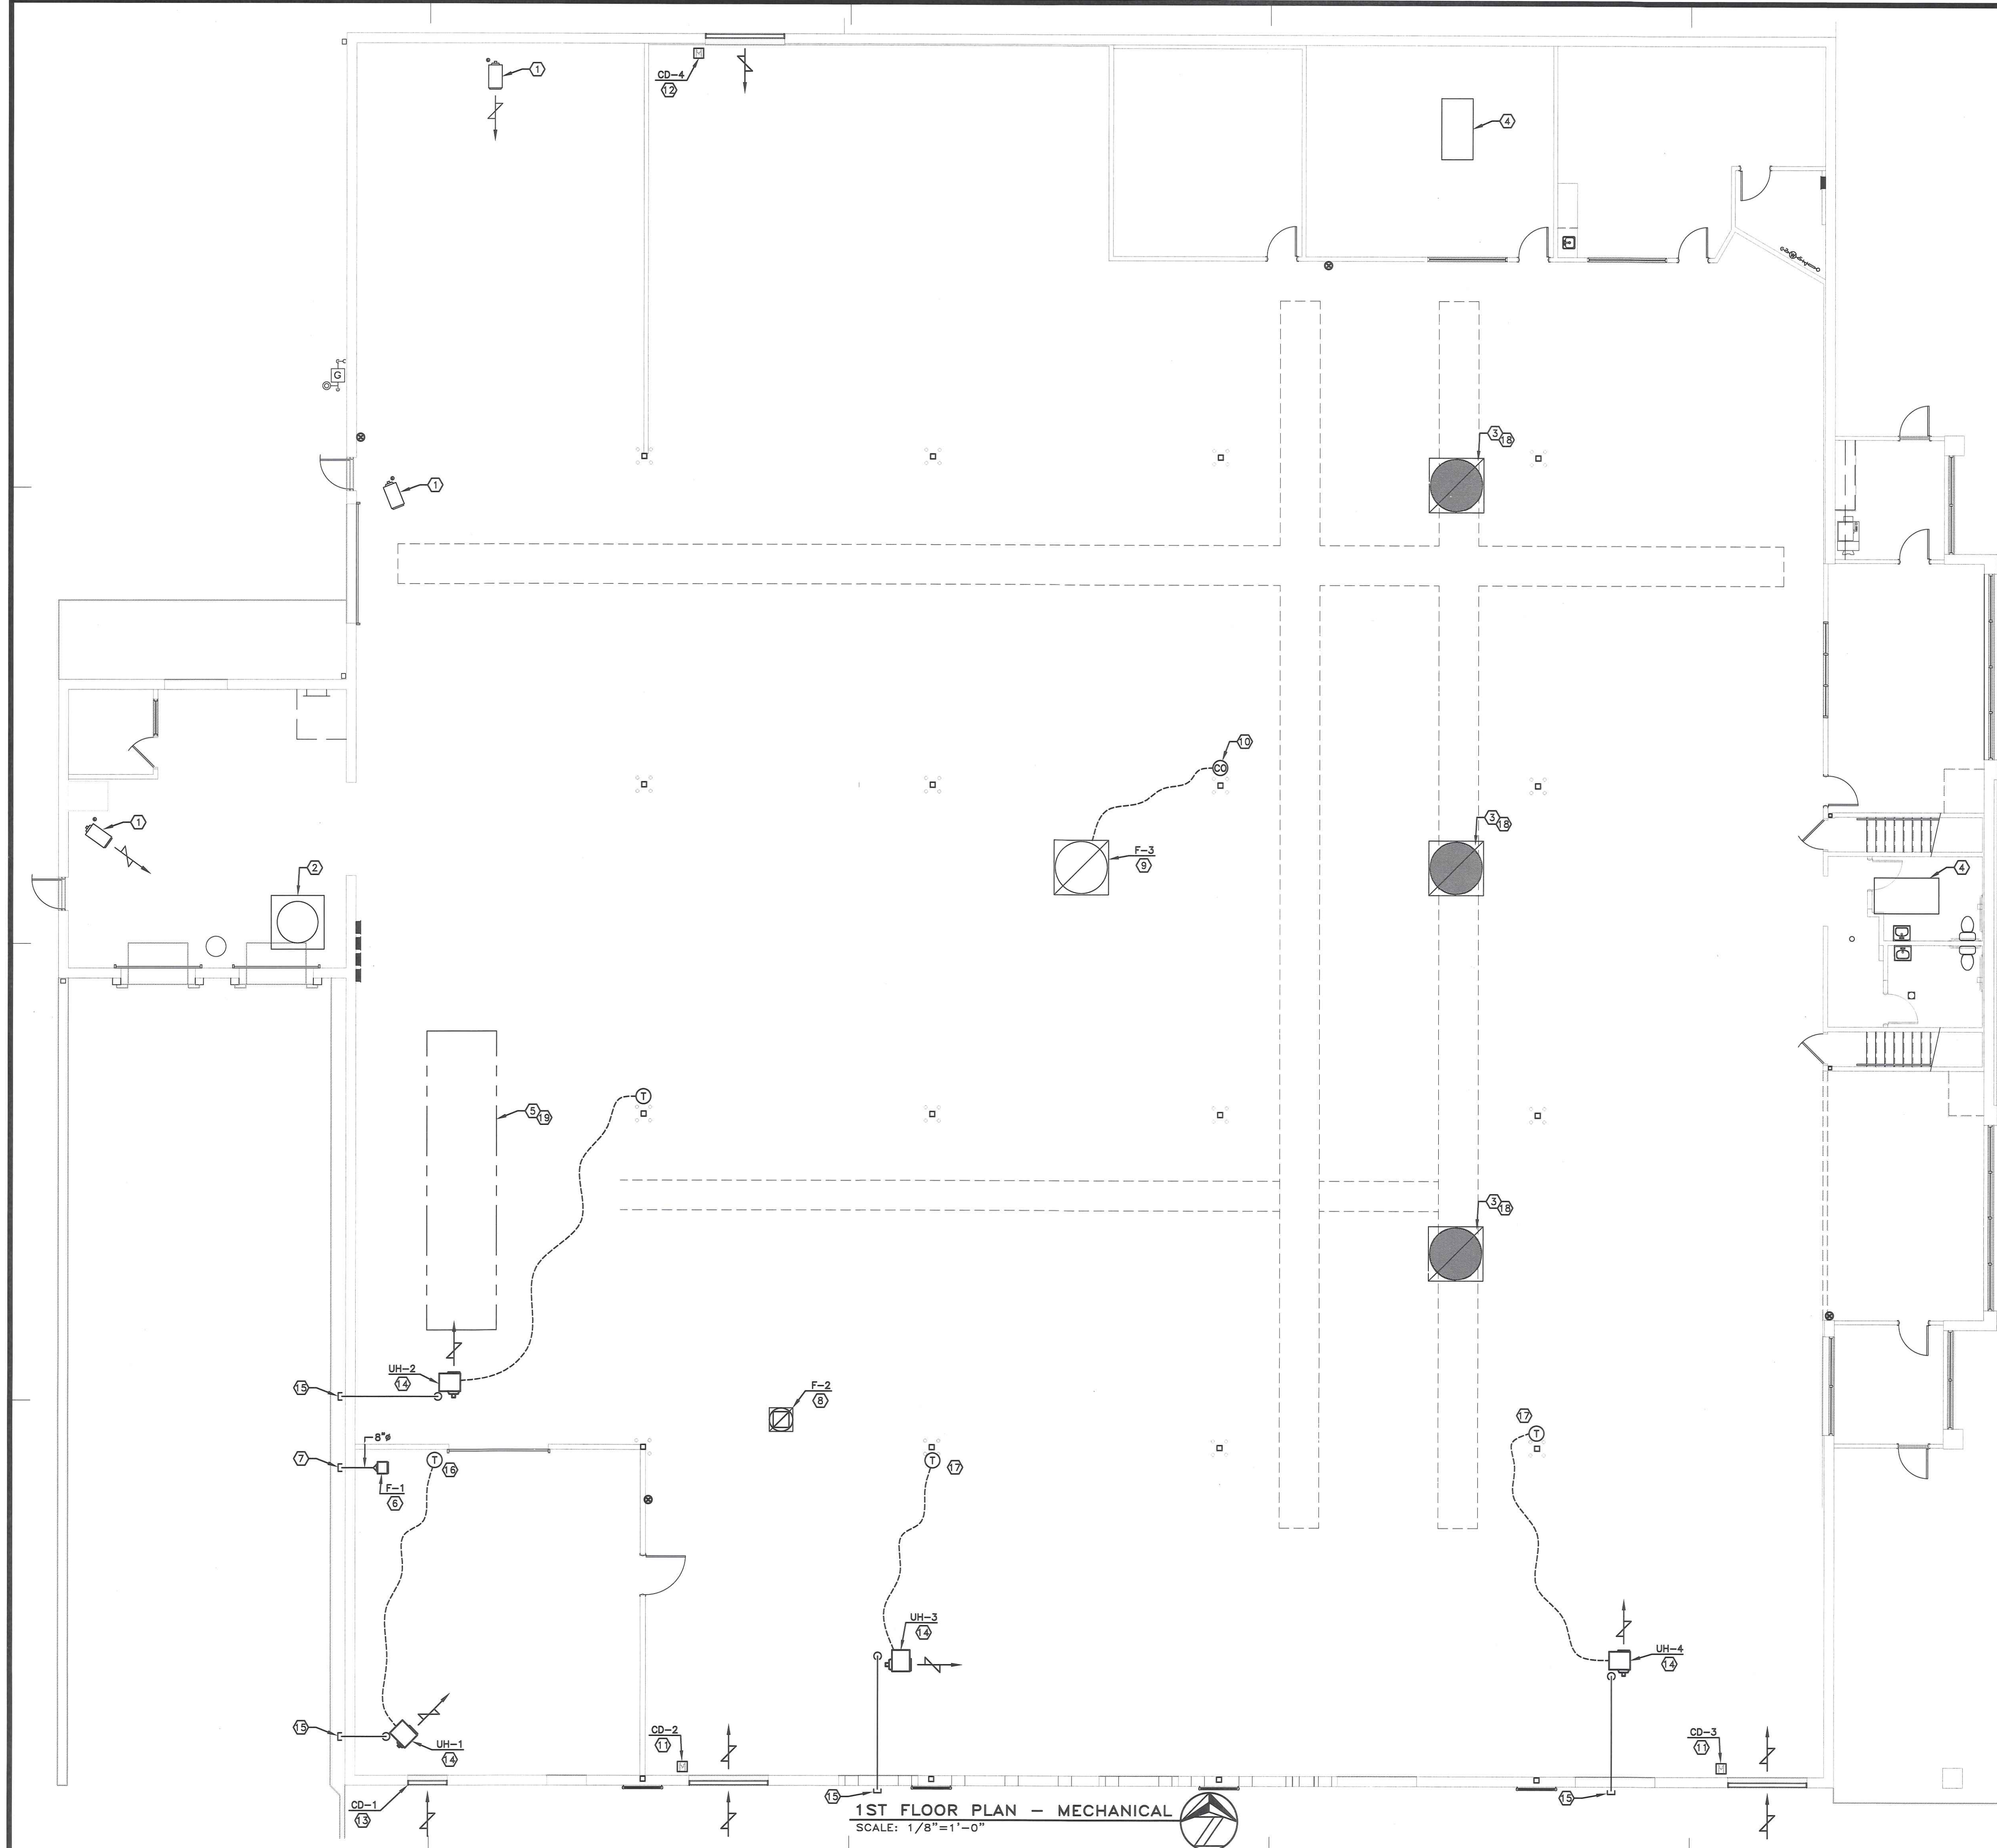 1
CD-4
12
M
4
G
1
3 18
10
CO
1
F-3
9
3 18
2
4
T
5 19
3 18
UH-2
14
15
F-2
8
17
T
8"ø
7
F-1
6
T
16
T
17
UH-3
14
UH-4
14
15
UH-1
14
CD-2
11
M
CD-3
11
M
CD-1
13
15
15
1ST FLOOR PLAN – MECHANICAL
SCALE: 1/8"=1'-0"